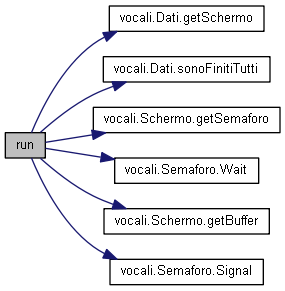 vocali.Dati.getSchermo
vocali.Dati.sonoFinitiTutti
vocali.Schermo.getSemaforo
run
vocali.Semaforo.Wait
vocali.Schermo.getBuffer
vocali.Semaforo.Signal